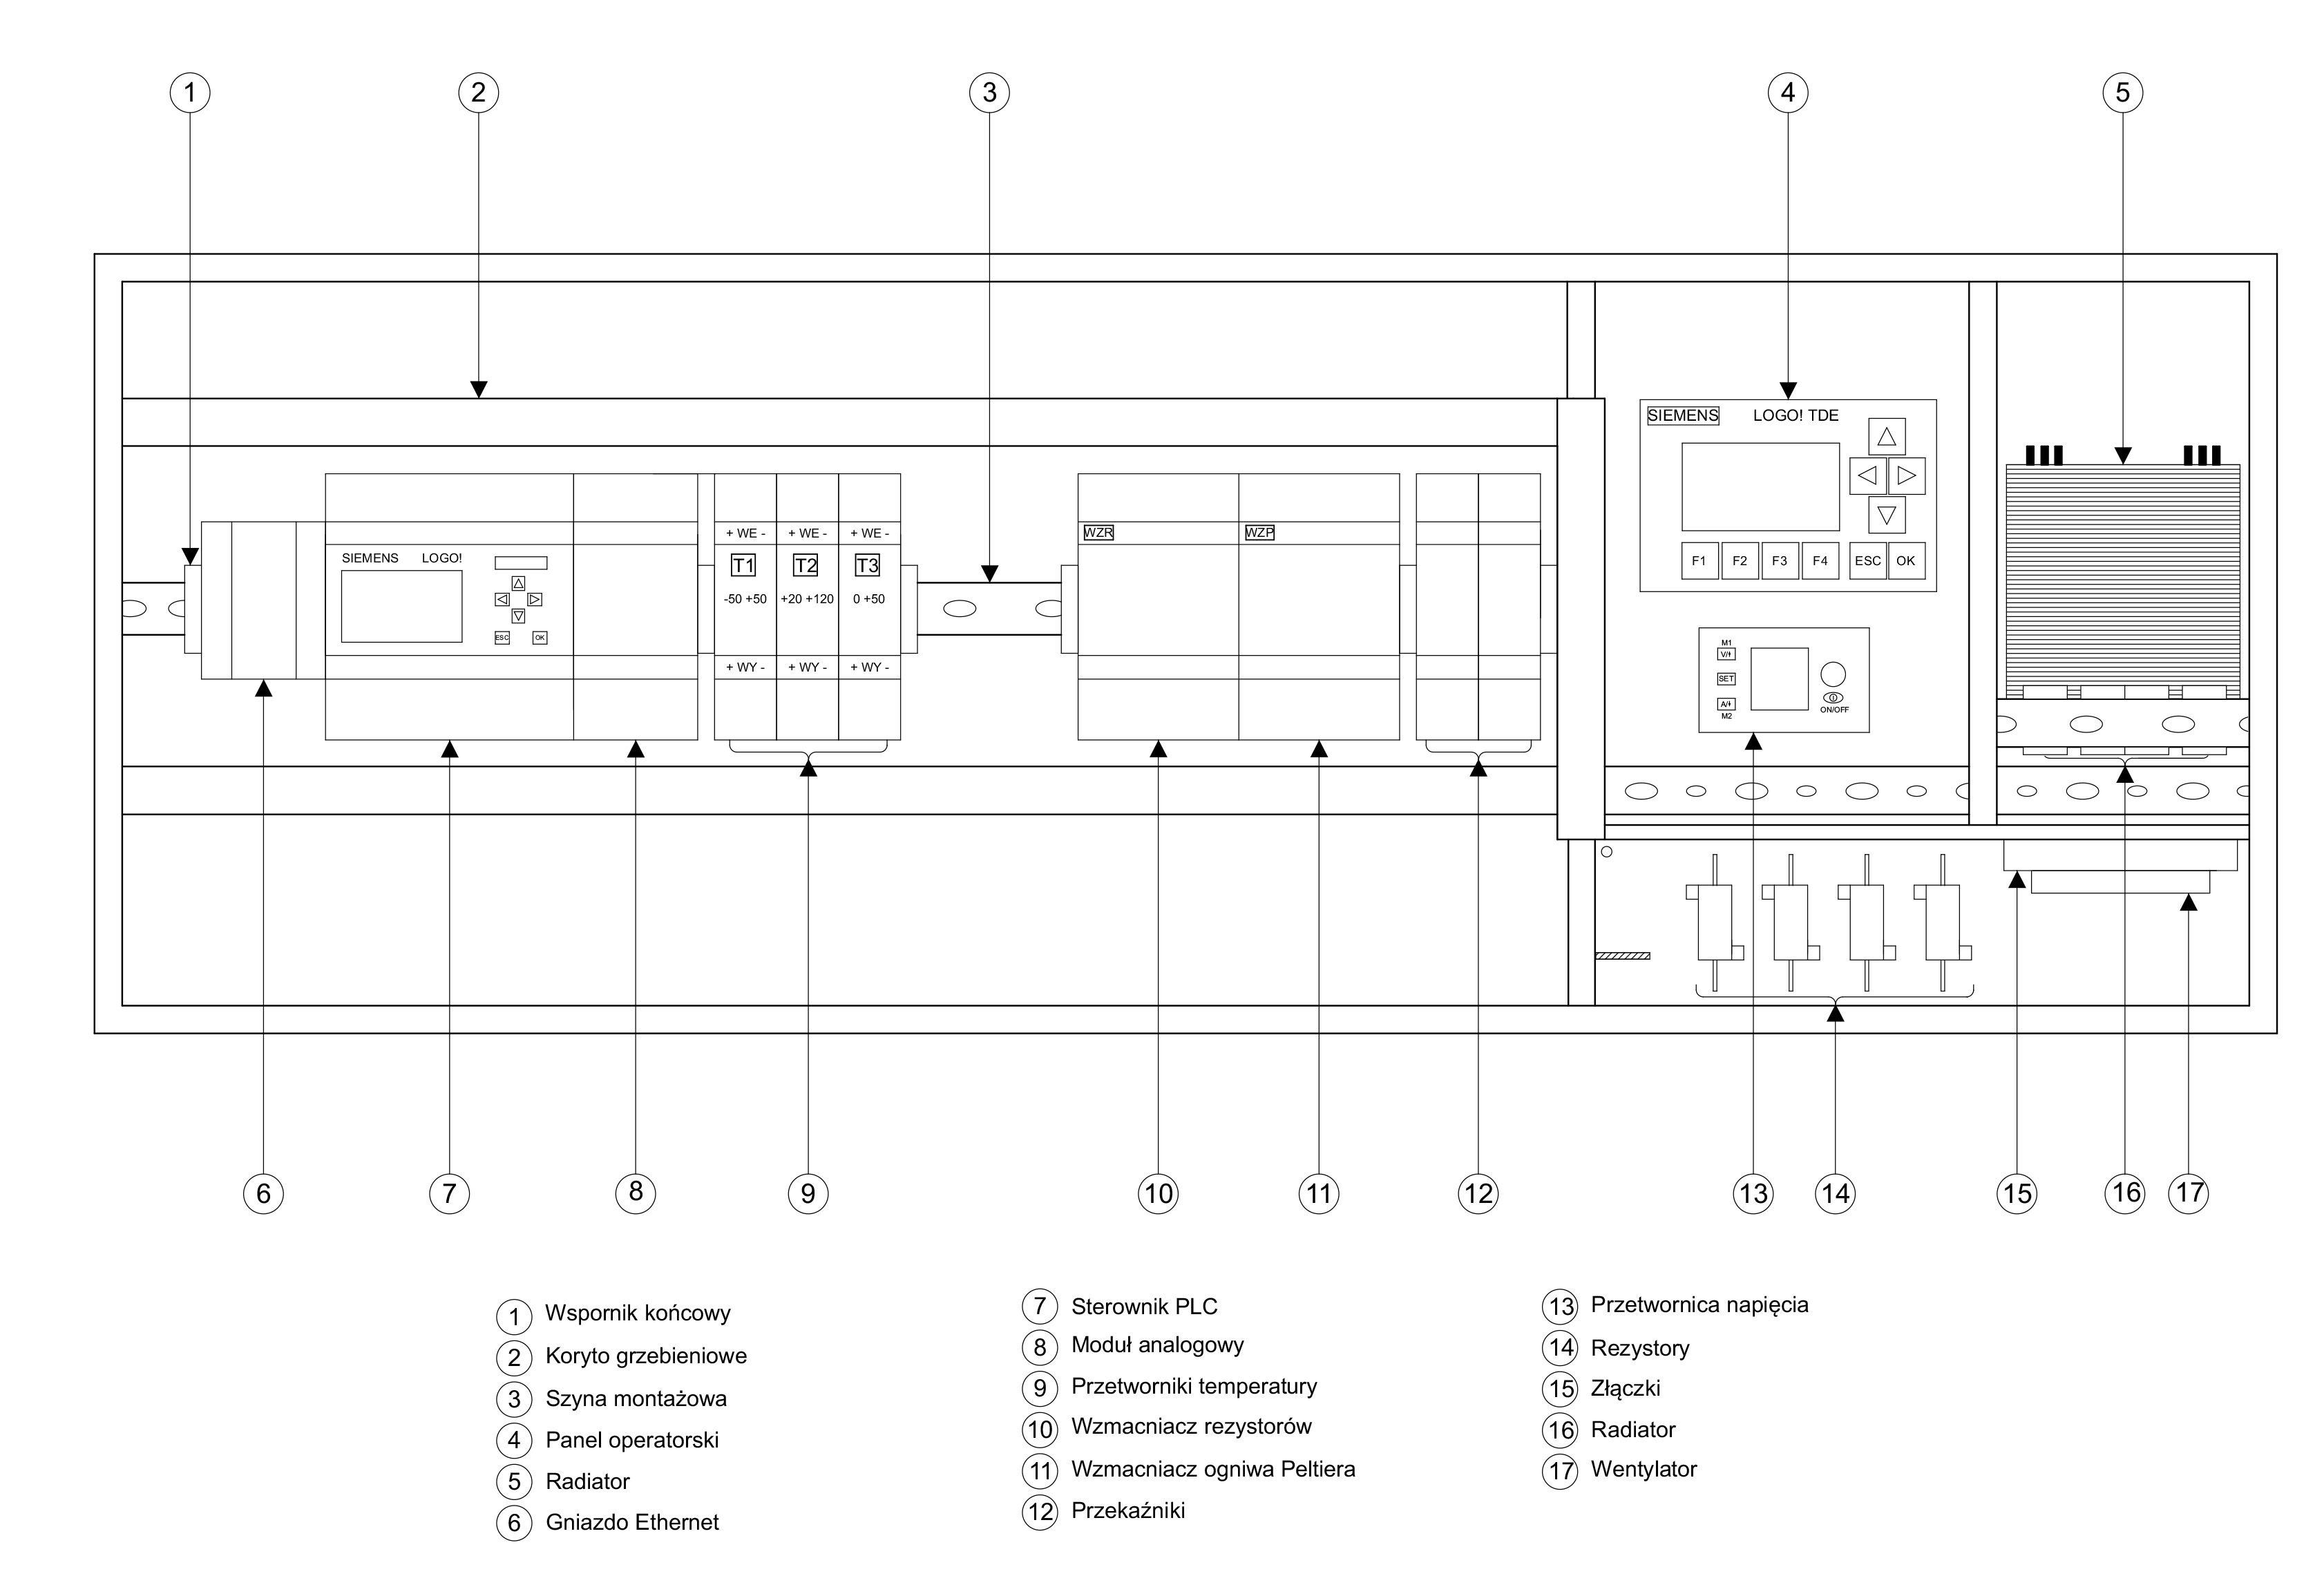 1 2 3 4 5
SIEMENS LOGO! TDE
F1 F2 F3 F4 ESC OK
WZR WZP
+ WE - + WE - + WE -
SIEMENS LOGO!
T1 T2 T3
-50 +50 +20 +120 0 +50
ESC OK
+ WY - + WY - + WY -
M1
V/
SET
A/
M2
ON/OFF
6 7 8 9 10 11 12 13 14 15 16 17
1 Wspornik końcowy
2 Koryto grzebieniowe
3 Szyna montażowa
4 Panel operatorski
5 Radiator
6 Gniazdo Ethernet
7 Sterownik PLC
8 Moduł analogowy
9 Przetworniki temperatury
10 Wzmacniacz rezystorów
11 Wzmacniacz ogniwa Peltiera
12 Przekaźniki
13 Przetwornica napięcia
14 Rezystory
15 Złączki
16 Radiator
17 Wentylator